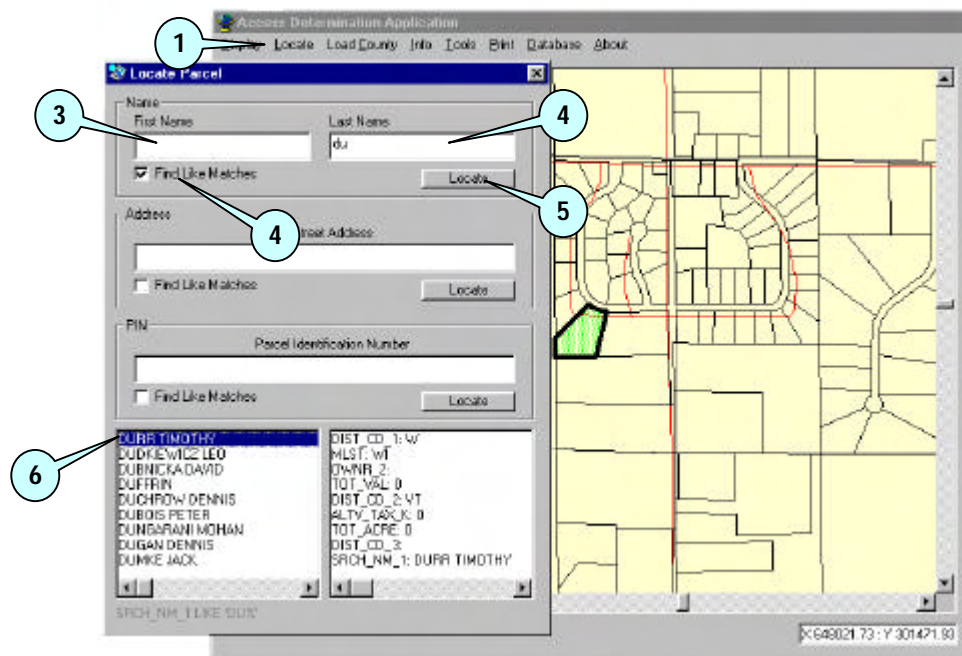 Access Determination Application
Display Locate Load County Info Tools Print Database About
1
Locate Parcel
Name
First Name Last Name
3
4
du
Find Like Matches
Locate
4
5
Address
Street Address
Find Like Matches
Locate
PIN
Parcel Identification Number
Find Like Matches
Locate
6
DURR TIMOTHY
DUDKIEWICZ LEO
DUBNICKA DAVID
DUFFRIN
DUCHROW DENNIS
DUBOIS PETER
DUNGARANI MOHAN
DUGAN DENNIS
DUMKE JACK
DIST_CD_1: W
MLST: WI
OWNR_2:
TOT_VAL: 0
DIST_CD_2: VT
ALTV_TAX_K: 0
TOT_ACRE: 0
DIST_CD_3:
SRCH_NM_1: DURR TIMOTHY
SRCH_NM_1 LIKE 'DU%'
X:648021.73 : Y 301471.93